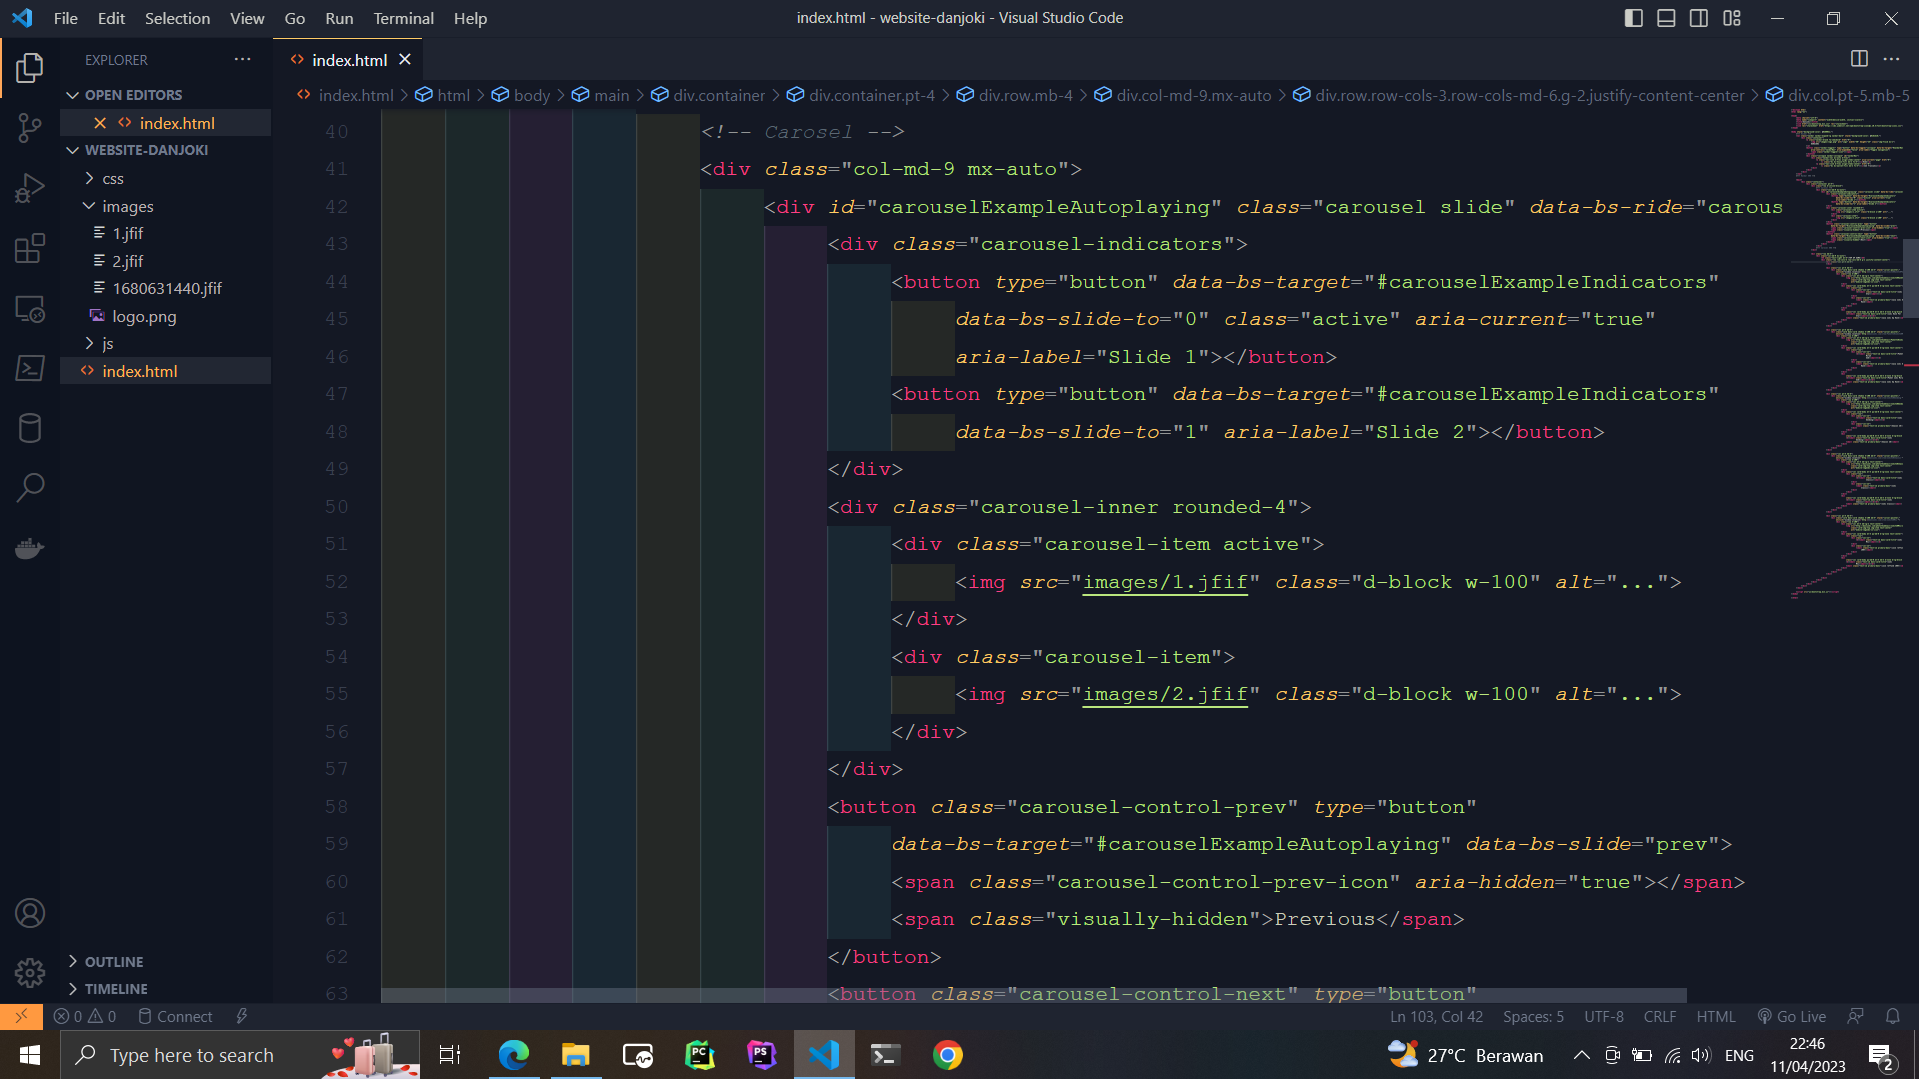 File Edit Selection View Go Run Terminal Help
index.html - website-danjoki - Visual Studio Code
EXPLORER
OPEN EDITORS
index.html
WEBSITE-DANJOKI
css
images
1.jfif
2.jfif
1680631440.jfif
logo.png
js
index.html
OUTLINE
TIMELINE
index.html
index.html > html > body > main > div.container > div.container.pt-4 > div.row.mb-4 > div.col-md-9.mx-auto > div.row.row-cols-3.row-cols-md-6.g-2.justify-content-center > div.col.pt-5.mb-5
40 <!-- Carosel -->
41 <div class="col-md-9 mx-auto">
42 <div id="carouselExampleAutoplaying" class="carousel slide" data-bs-ride="carous
43 <div class="carousel-indicators">
44 <button type="button" data-bs-target="#carouselExampleIndicators"
45 data-bs-slide-to="0" class="active" aria-current="true"
46 aria-label="Slide 1"></button>
47 <button type="button" data-bs-target="#carouselExampleIndicators"
48 data-bs-slide-to="1" aria-label="Slide 2"></button>
49 </div>
50 <div class="carousel-inner rounded-4">
51 <div class="carousel-item active">
52 <img src="images/1.jfif" class="d-block w-100" alt="...">
53 </div>
54 <div class="carousel-item">
55 <img src="images/2.jfif" class="d-block w-100" alt="...">
56 </div>
57 </div>
58 <button class="carousel-control-prev" type="button"
59 data-bs-target="#carouselExampleAutoplaying" data-bs-slide="prev">
60 <span class="carousel-control-prev-icon" aria-hidden="true"></span>
61 <span class="visually-hidden">Previous</span>
62 </button>
63 <button class="carousel-control-next" type="button"
0 0 Connect
Ln 103, Col 42 Spaces: 5 UTF-8 CRLF HTML Go Live
Type here to search
PC
PS
27°C Berawan
ENG
22:46
11/04/2023
2